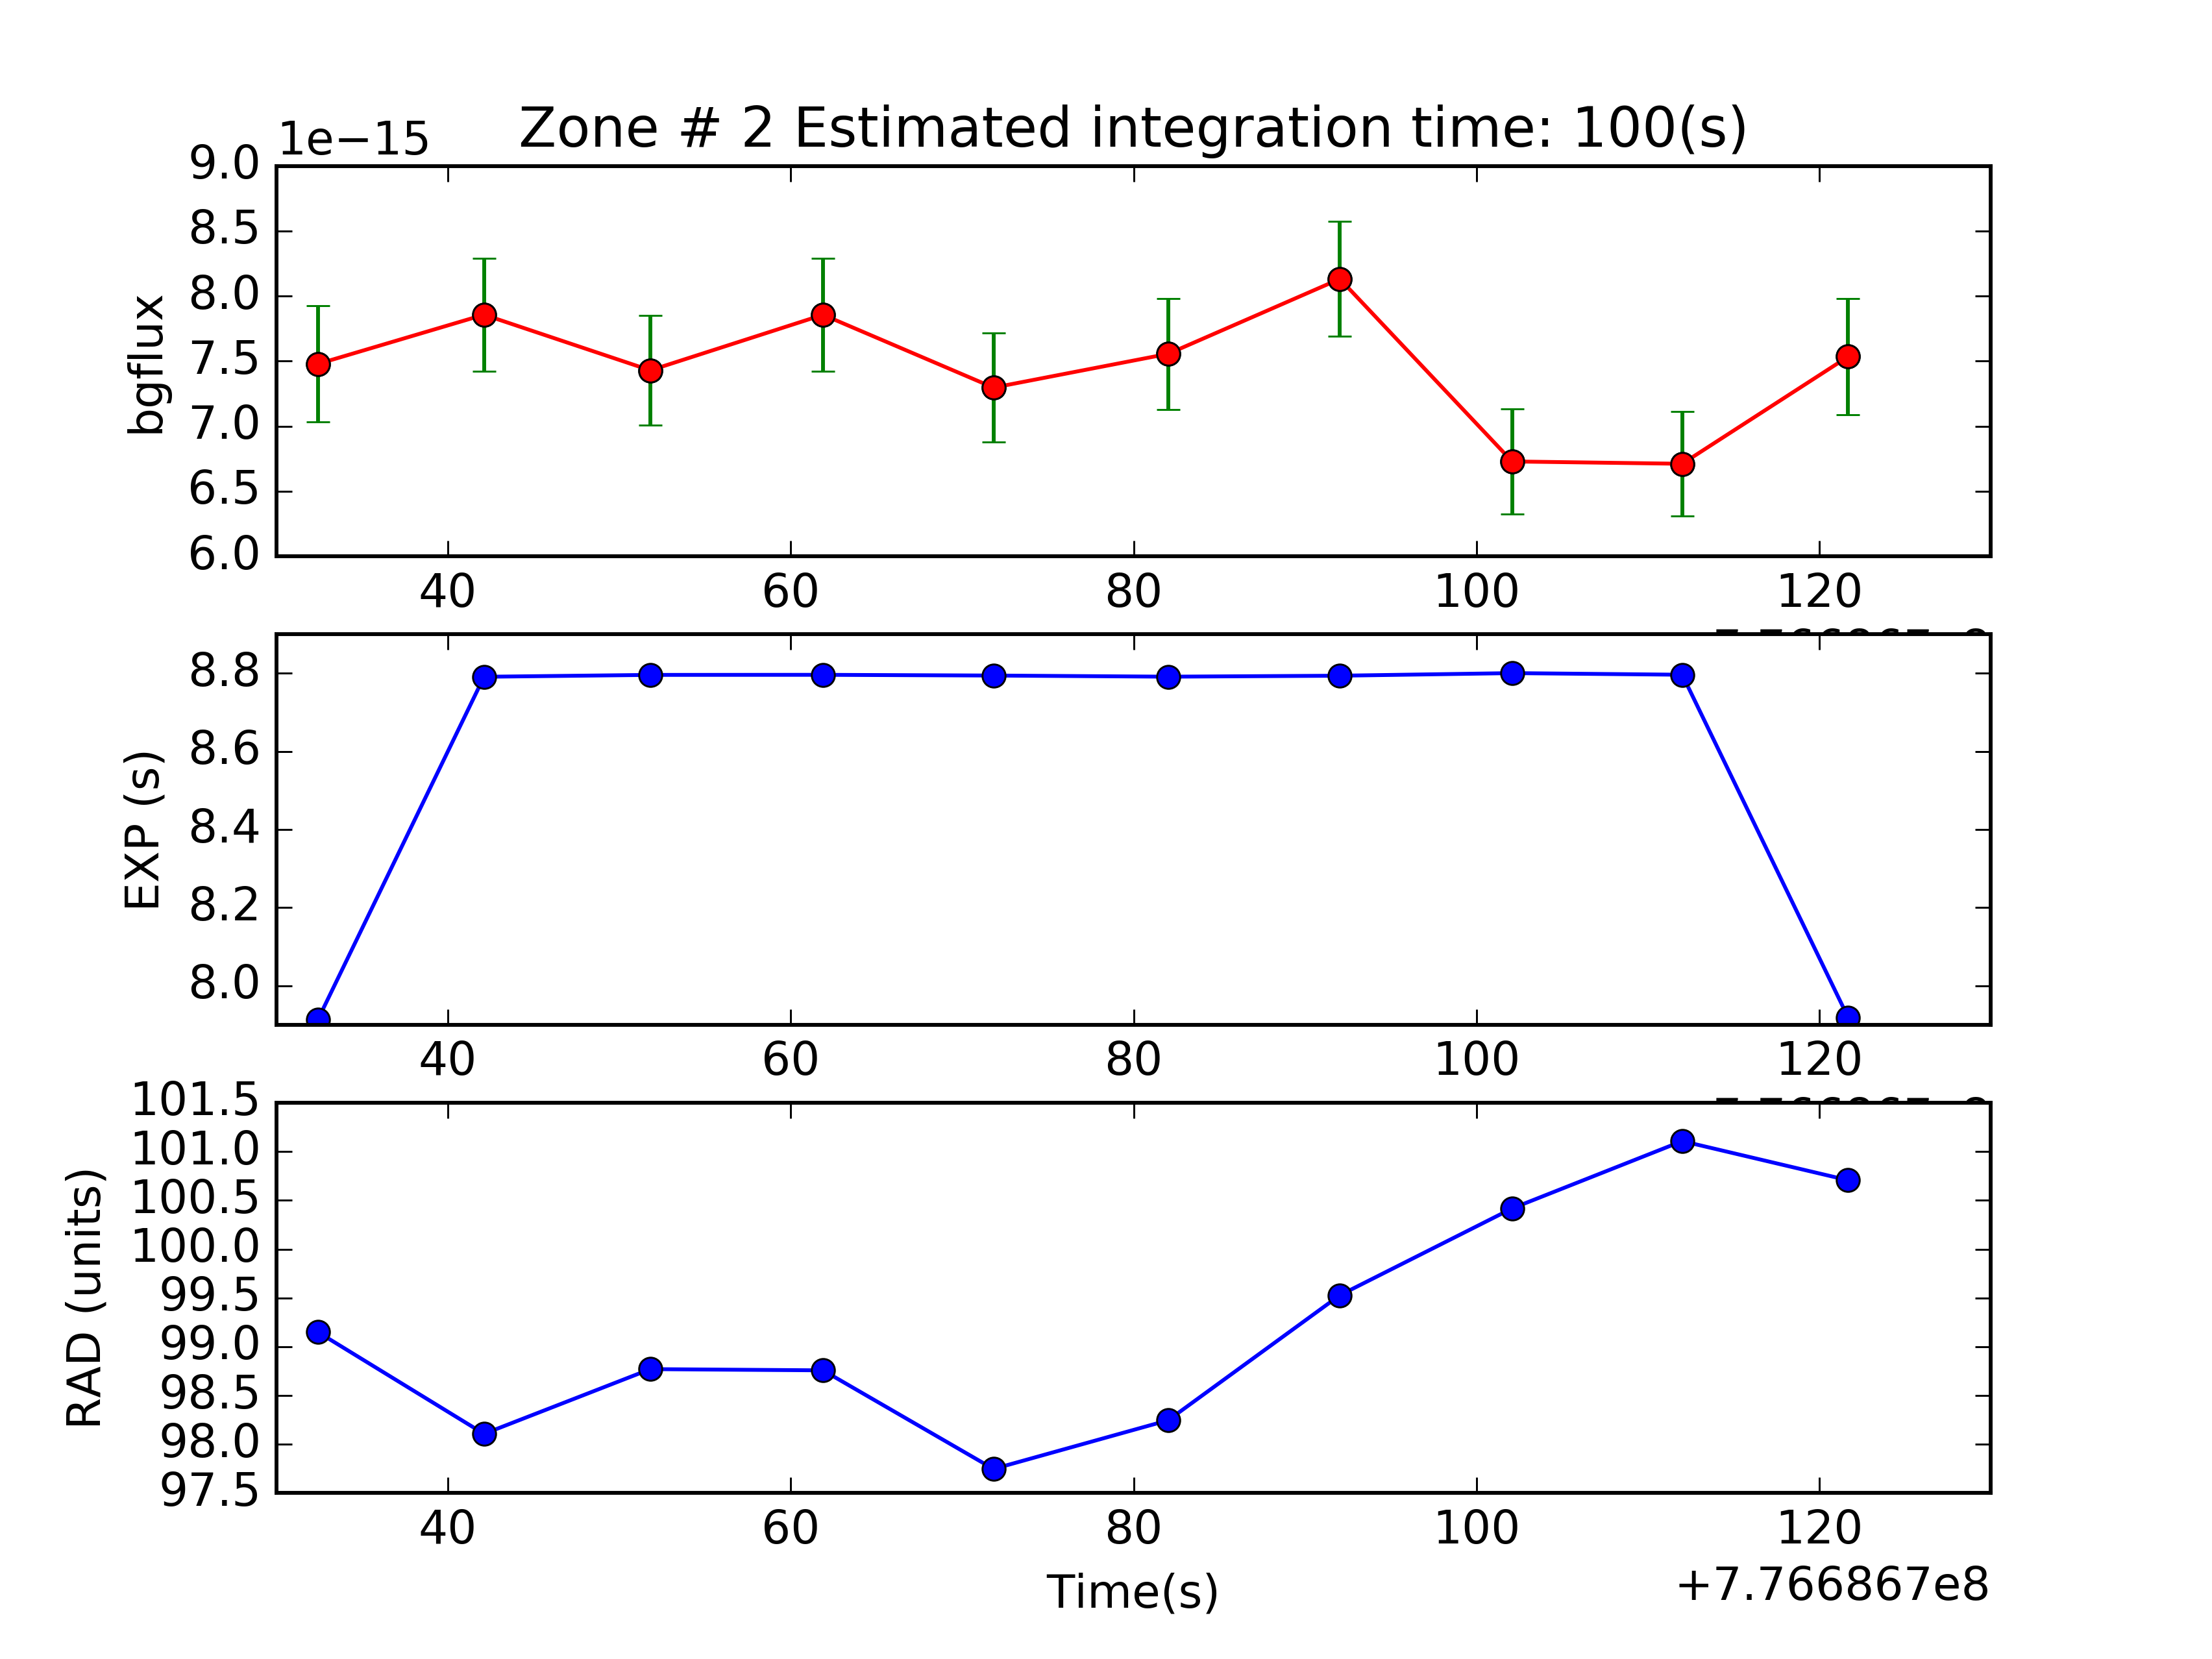 Zone # 2 Estimated integration time: 100(s)
1e−15
9.0
8.5
8.0
7.5
7.0
6.5
6.0
bgflux
40 60 80 100 120
8.8
8.6
8.4
8.2
8.0
EXP (s)
40 60 80 100 120
101.5
101.0
100.5
100.0
99.5
99.0
98.5
98.0
97.5
RAD (units)
40 60 80 100 120
Time(s)
+7.766867e8